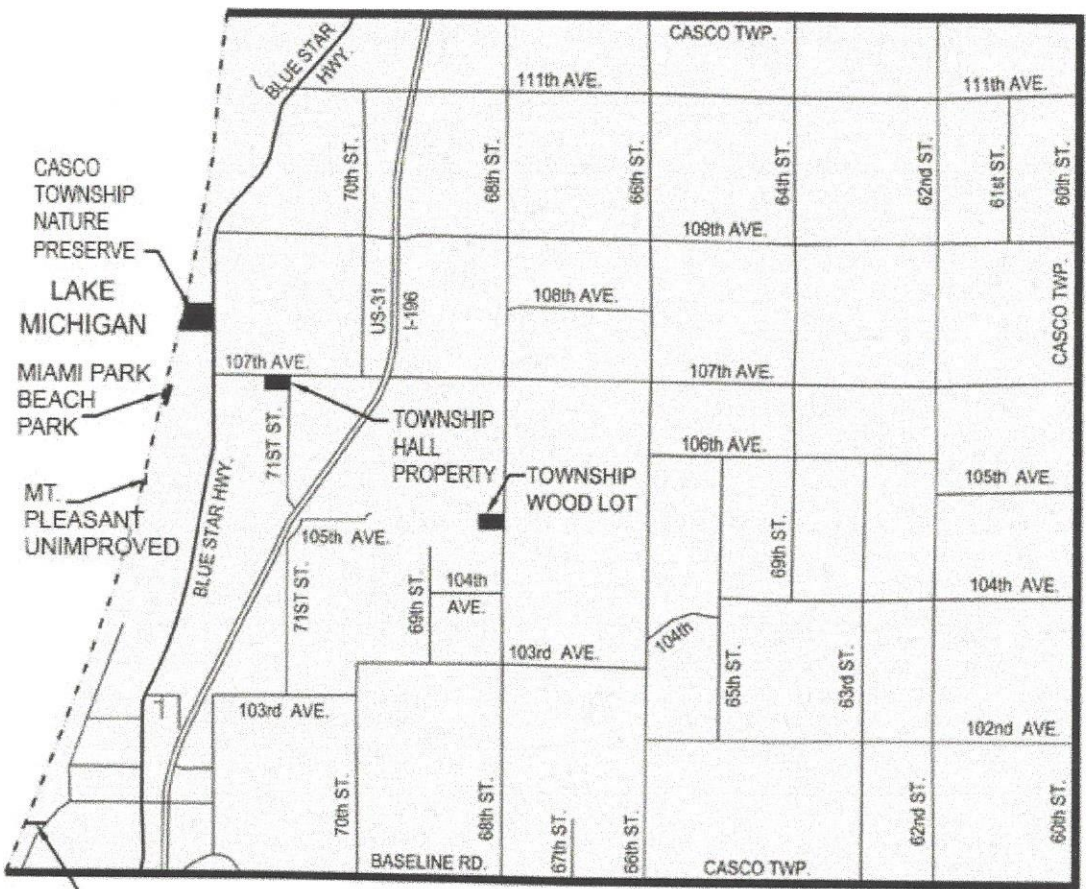 CASCO TWP.
BLUE STAR
HWY.
111th AVE.
111th AVE.
CASCO
TOWNSHIP
NATURE
PRESERVE
70th ST.
68th ST.
66th ST.
64th ST.
62nd ST.
61st ST.
60th ST.
109th AVE.
LAKE
MICHIGAN
US-31
I-196
108th AVE.
CASCO TWP.
MIAMI PARK
BEACH
PARK
107th AVE.
107th AVE.
71ST ST.
TOWNSHIP
HALL
PROPERTY
106th AVE.
TOWNSHIP
WOOD LOT
105th AVE.
MT.
PLEASANT
UNIMPROVED
BLUE STAR HWY.
105th AVE.
69th ST.
71ST ST.
69th ST.
104th
AVE.
104th AVE.
104th
103rd AVE.
65th ST.
63rd ST.
103rd AVE.
102nd AVE.
70th ST.
68th ST.
67th ST.
66th ST.
62nd ST.
60th ST.
BASELINE RD.
CASCO TWP.